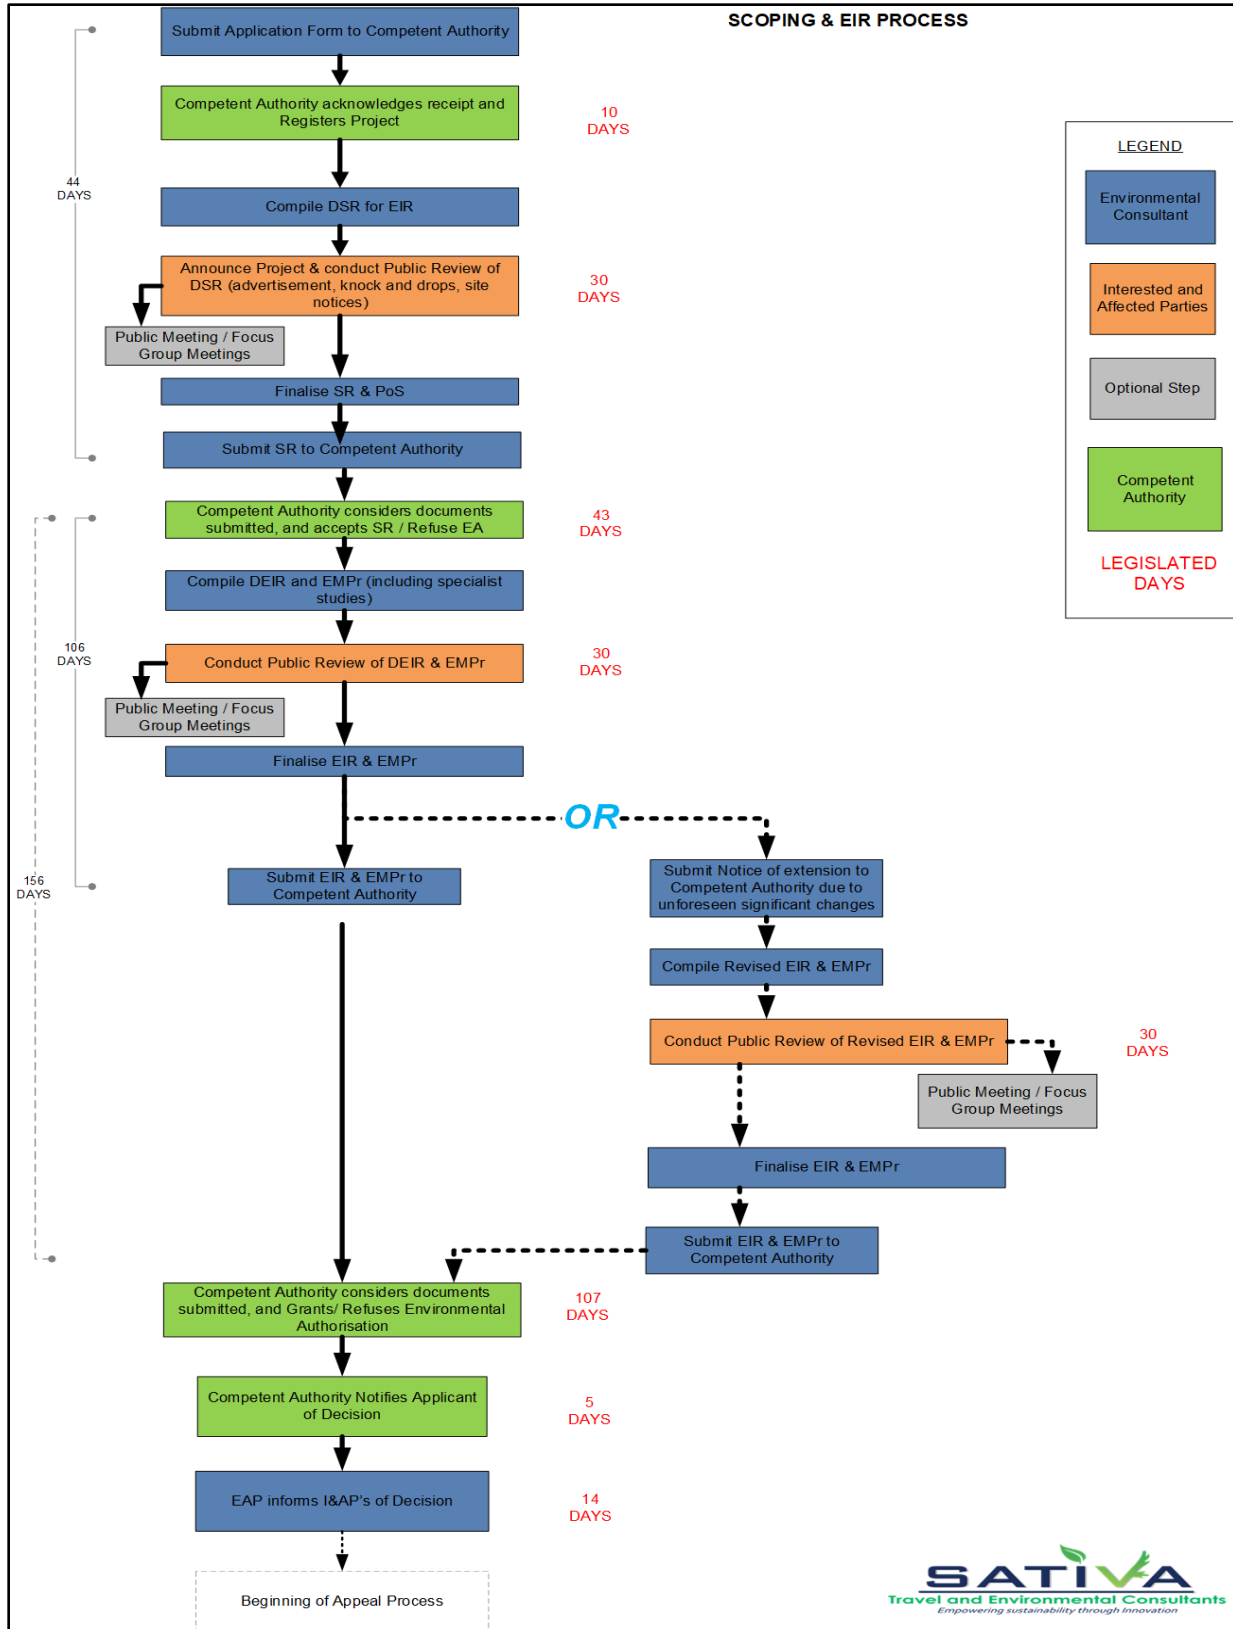 SCOPING & EIR PROCESS
Submit Application Form to Competent Authority
Competent Authority acknowledges receipt and
Registers Project
10
DAYS
LEGEND
Environmental
Consultant
Interested and
Affected Parties
Optional Step
Competent
Authority
LEGISLATED
DAYS
44
DAYS
Compile DSR for EIR
Announce Project & conduct Public Review of
DSR (advertisement, knock and drops, site
notices)
30
DAYS
Public Meeting / Focus
Group Meetings
Finalise SR & PoS
Submit SR to Competent Authority
Competent Authority considers documents
submitted, and accepts SR / Refuse EA
43
DAYS
Compile DEIR and EMPr (including specialist
studies)
106
DAYS
Conduct Public Review of DEIR & EMPr
30
DAYS
Public Meeting / Focus
Group Meetings
Finalise EIR & EMPr
OR
156
DAYS
Submit EIR & EMPr to
Competent Authority
Submit Notice of extension to
Competent Authority due to
unforeseen significant changes
Compile Revised EIR & EMPr
Conduct Public Review of Revised EIR & EMPr
30
DAYS
Public Meeting / Focus
Group Meetings
Finalise EIR & EMPr
Submit EIR & EMPr to
Competent Authority
Competent Authority considers documents
submitted, and Grants/ Refuses Environmental
Authorisation
107
DAYS
Competent Authority Notifies Applicant
of Decision
5
DAYS
EAP informs I&AP's of Decision
14
DAYS
Beginning of Appeal Process
SATIVA
Travel and Environmental Consultants
Empowering sustainability through Innovation